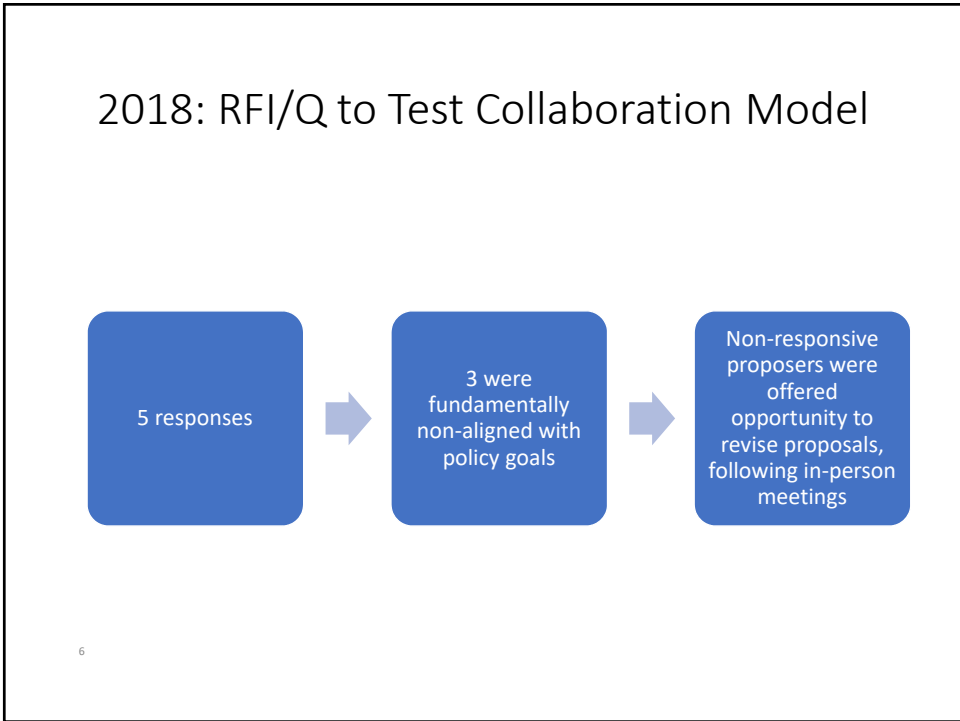 2018: RFI/Q to Test Collaboration Model
5 responses
3 were
fundamentally
non-aligned with
policy goals
Non-responsive
proposers were
offered
opportunity to
revise proposals,
following in-person
meetings
6